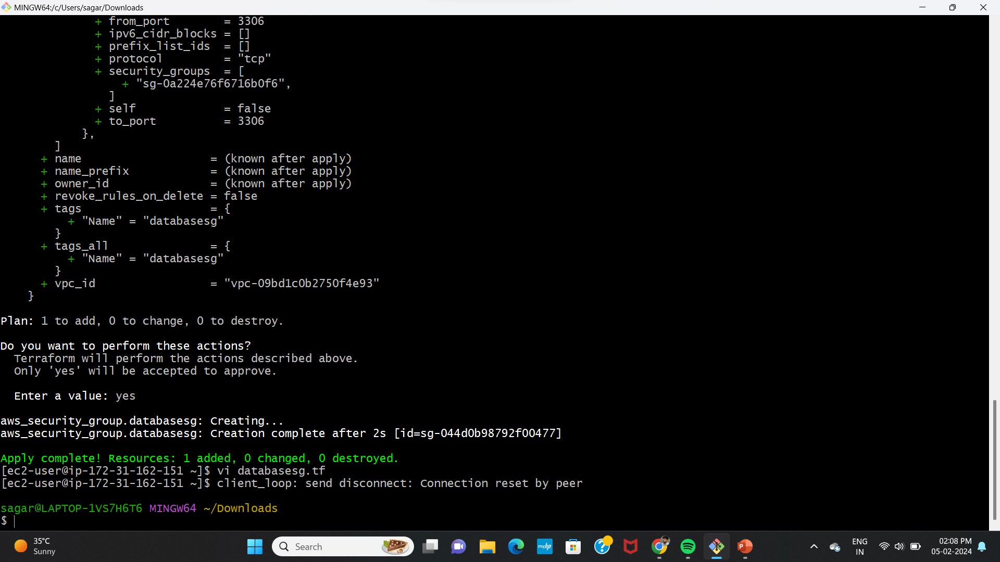 MINGW64:/c/Users/sagar/Downloads
+ from_port        = 3306
+ ipv6_cidr_blocks = []
+ prefix_list_ids  = []
+ protocol         = "tcp"
+ security_groups  = [
+ "sg-0a224e76f6716b0f6",
]
+ self             = false
+ to_port          = 3306
},
]
+ name                   = (known after apply)
+ name_prefix            = (known after apply)
+ owner_id               = (known after apply)
+ revoke_rules_on_delete = false
+ tags                   = {
+ "Name" = "databasesg"
}
+ tags_all               = {
+ "Name" = "databasesg"
}
+ vpc_id                 = "vpc-09bd1c0b2750f4e93"
}
Plan: 1 to add, 0 to change, 0 to destroy.
Do you want to perform these actions?
Terraform will perform the actions described above.
Only 'yes' will be accepted to approve.
Enter a value: yes
aws_security_group.databasesg: Creating...
aws_security_group.databasesg: Creation complete after 2s [id=sg-044d0b98792f00477]
Apply complete! Resources: 1 added, 0 changed, 0 destroyed.
[ec2-user@ip-172-31-162-151 ~]$ vi databasesg.tf
[ec2-user@ip-172-31-162-151 ~]$ client_loop: send disconnect: Connection reset by peer
sagar@LAPTOP-1VS7H6T6 MINGW64 ~/Downloads
$
35°C
Sunny
Search
myhp
ENG
IN
02:08 PM
05-02-2024